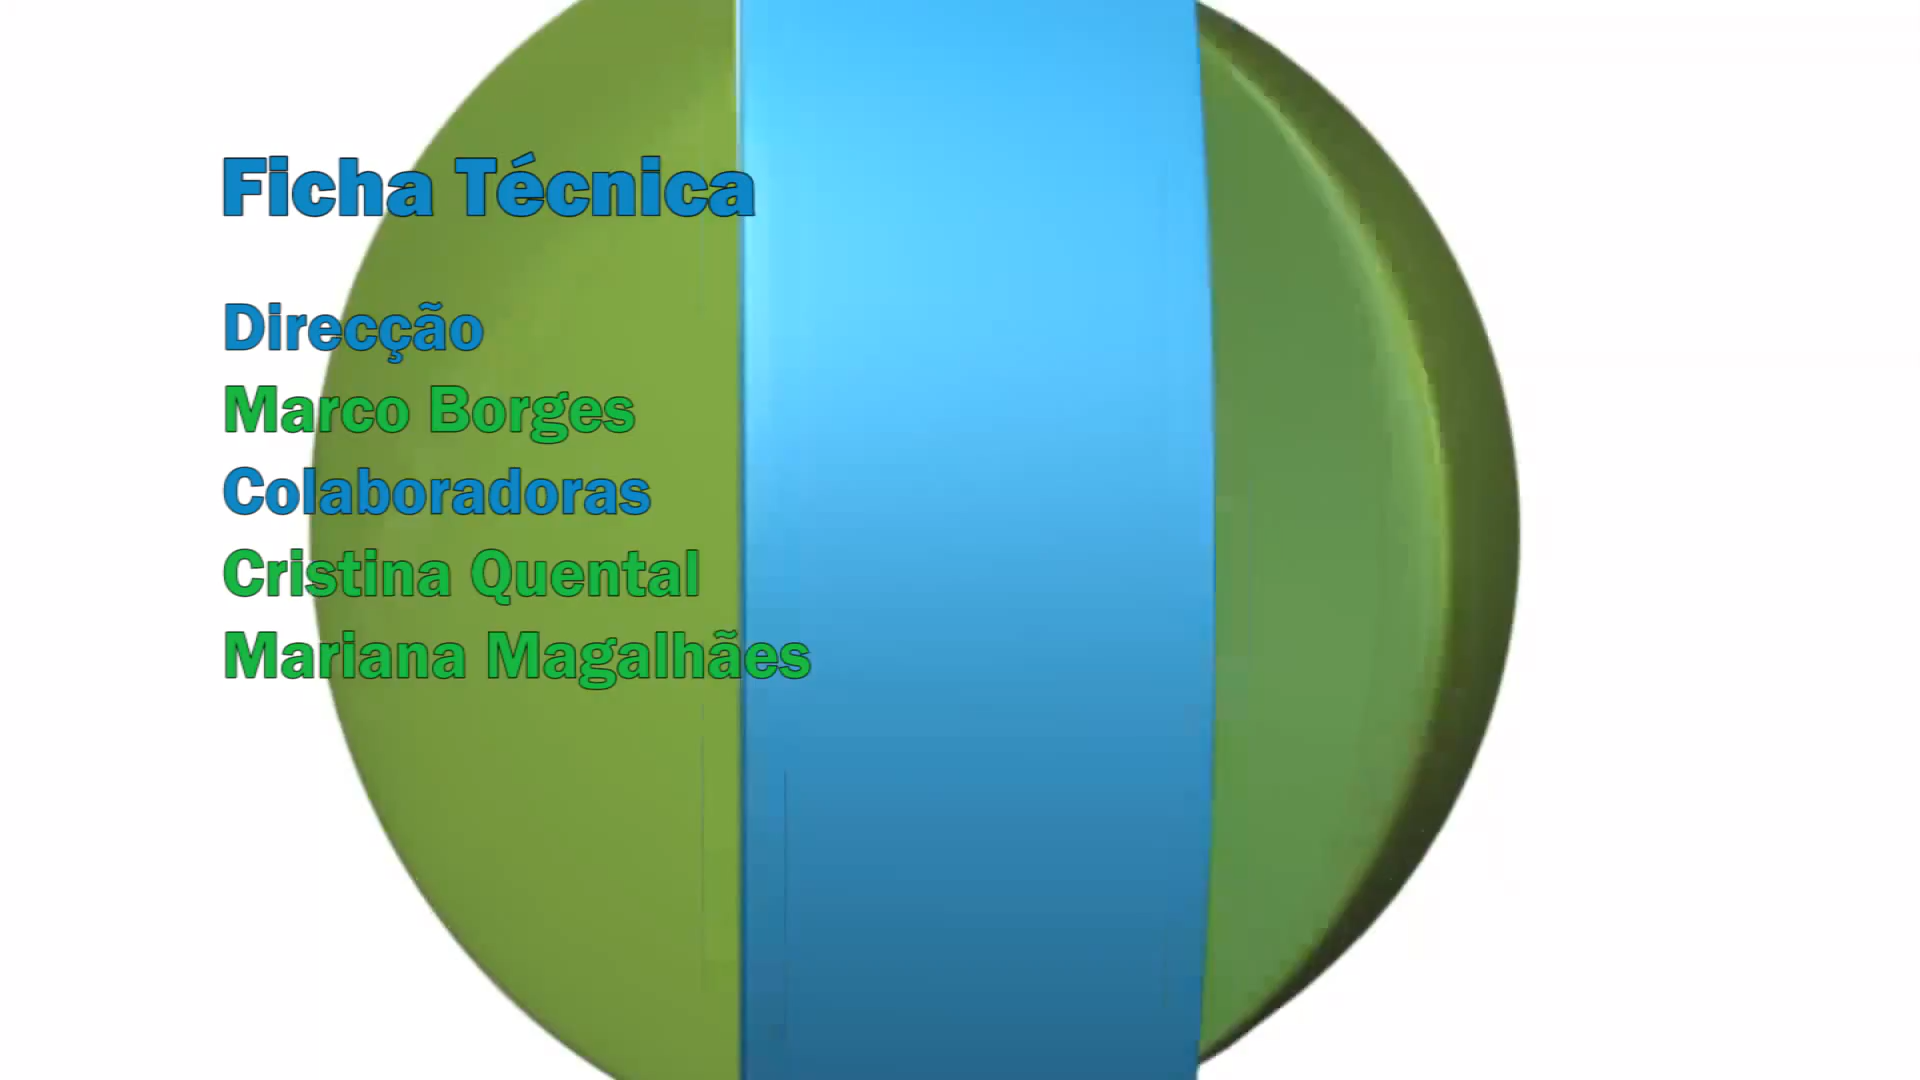 Ficha Técnica
Direcção
Marco Borges
Colaboradoras
Cristina Quental
Mariana Magalhães